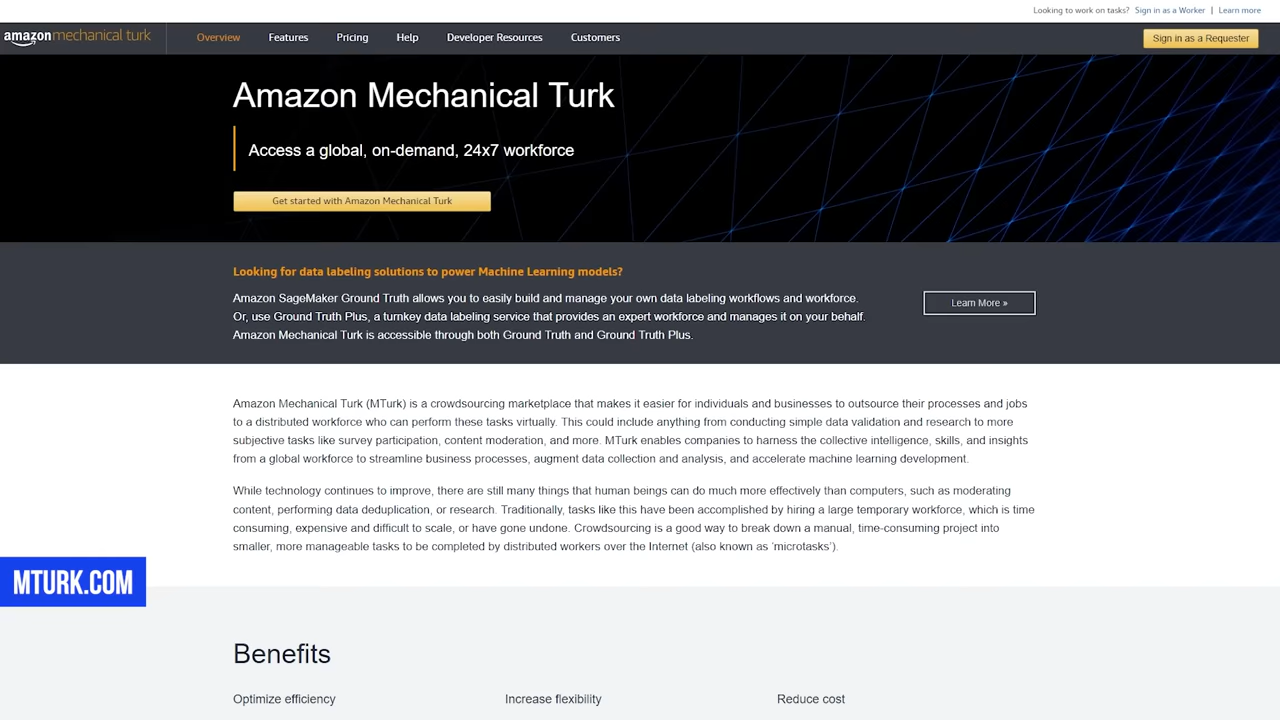 Looking to work on tasks? Sign in as a Worker | Learn more
amazon mechanical turk Overview Features Pricing Help Developer Resources Customers Sign in as a Requester
Amazon Mechanical Turk
Access a global, on-demand, 24x7 workforce
Get started with Amazon Mechanical Turk
Looking for data labeling solutions to power Machine Learning models?
Amazon SageMaker Ground Truth allows you to easily build and manage your own data labeling workflows and workforce.
Or, use Ground Truth Plus, a turnkey data labeling service that provides an expert workforce and manages it on your behalf.
Amazon Mechanical Turk is accessible through both Ground Truth and Ground Truth Plus.
Learn More »
Amazon Mechanical Turk (MTurk) is a crowdsourcing marketplace that makes it easier for individuals and businesses to outsource their processes and jobs
to a distributed workforce who can perform these tasks virtually. This could include anything from conducting simple data validation and research to more
subjective tasks like survey participation, content moderation, and more. MTurk enables companies to harness the collective intelligence, skills, and insights
from a global workforce to streamline business processes, augment data collection and analysis, and accelerate machine learning development.
While technology continues to improve, there are still many things that human beings can do much more effectively than computers, such as moderating
content, performing data deduplication, or research. Traditionally, tasks like this have been accomplished by hiring a large temporary workforce, which is time
consuming, expensive and difficult to scale, or have gone undone. Crowdsourcing is a good way to break down a manual, time-consuming project into
smaller, more manageable tasks to be completed by distributed workers over the Internet (also known as 'microtasks').
MTURK.COM
Benefits
Optimize efficiency Increase flexibility Reduce cost